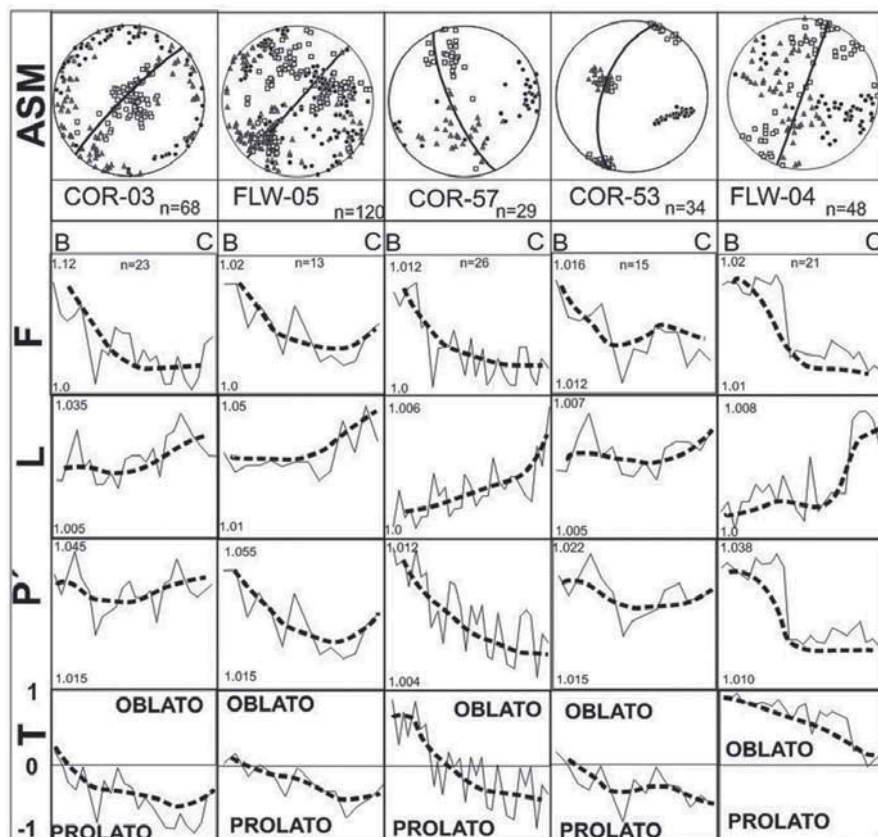 ASM
COR-03 n=68
FLW-05 n=120
COR-57 n=29
COR-53 n=34
FLW-04 n=48
B C
B C
B C
B C
B C
F
1.12 n=23
1.0
1.02 n=13
1.0
1.012 n=26
1.0
1.016 n=15
1.012
1.02 n=21
1.01
L
1.035
1.005
1.05
1.01
1.006
1.0
1.007
1.005
1.008
1.0
P´
1.045
1.015
1.055
1.015
1.012
1.004
1.022
1.015
1.038
1.010
T
1
0
-1
OBLATO
PROLATO
OBLATO
PROLATO
OBLATO
PROLATO
OBLATO
PROLATO
OBLATO
PROLATO